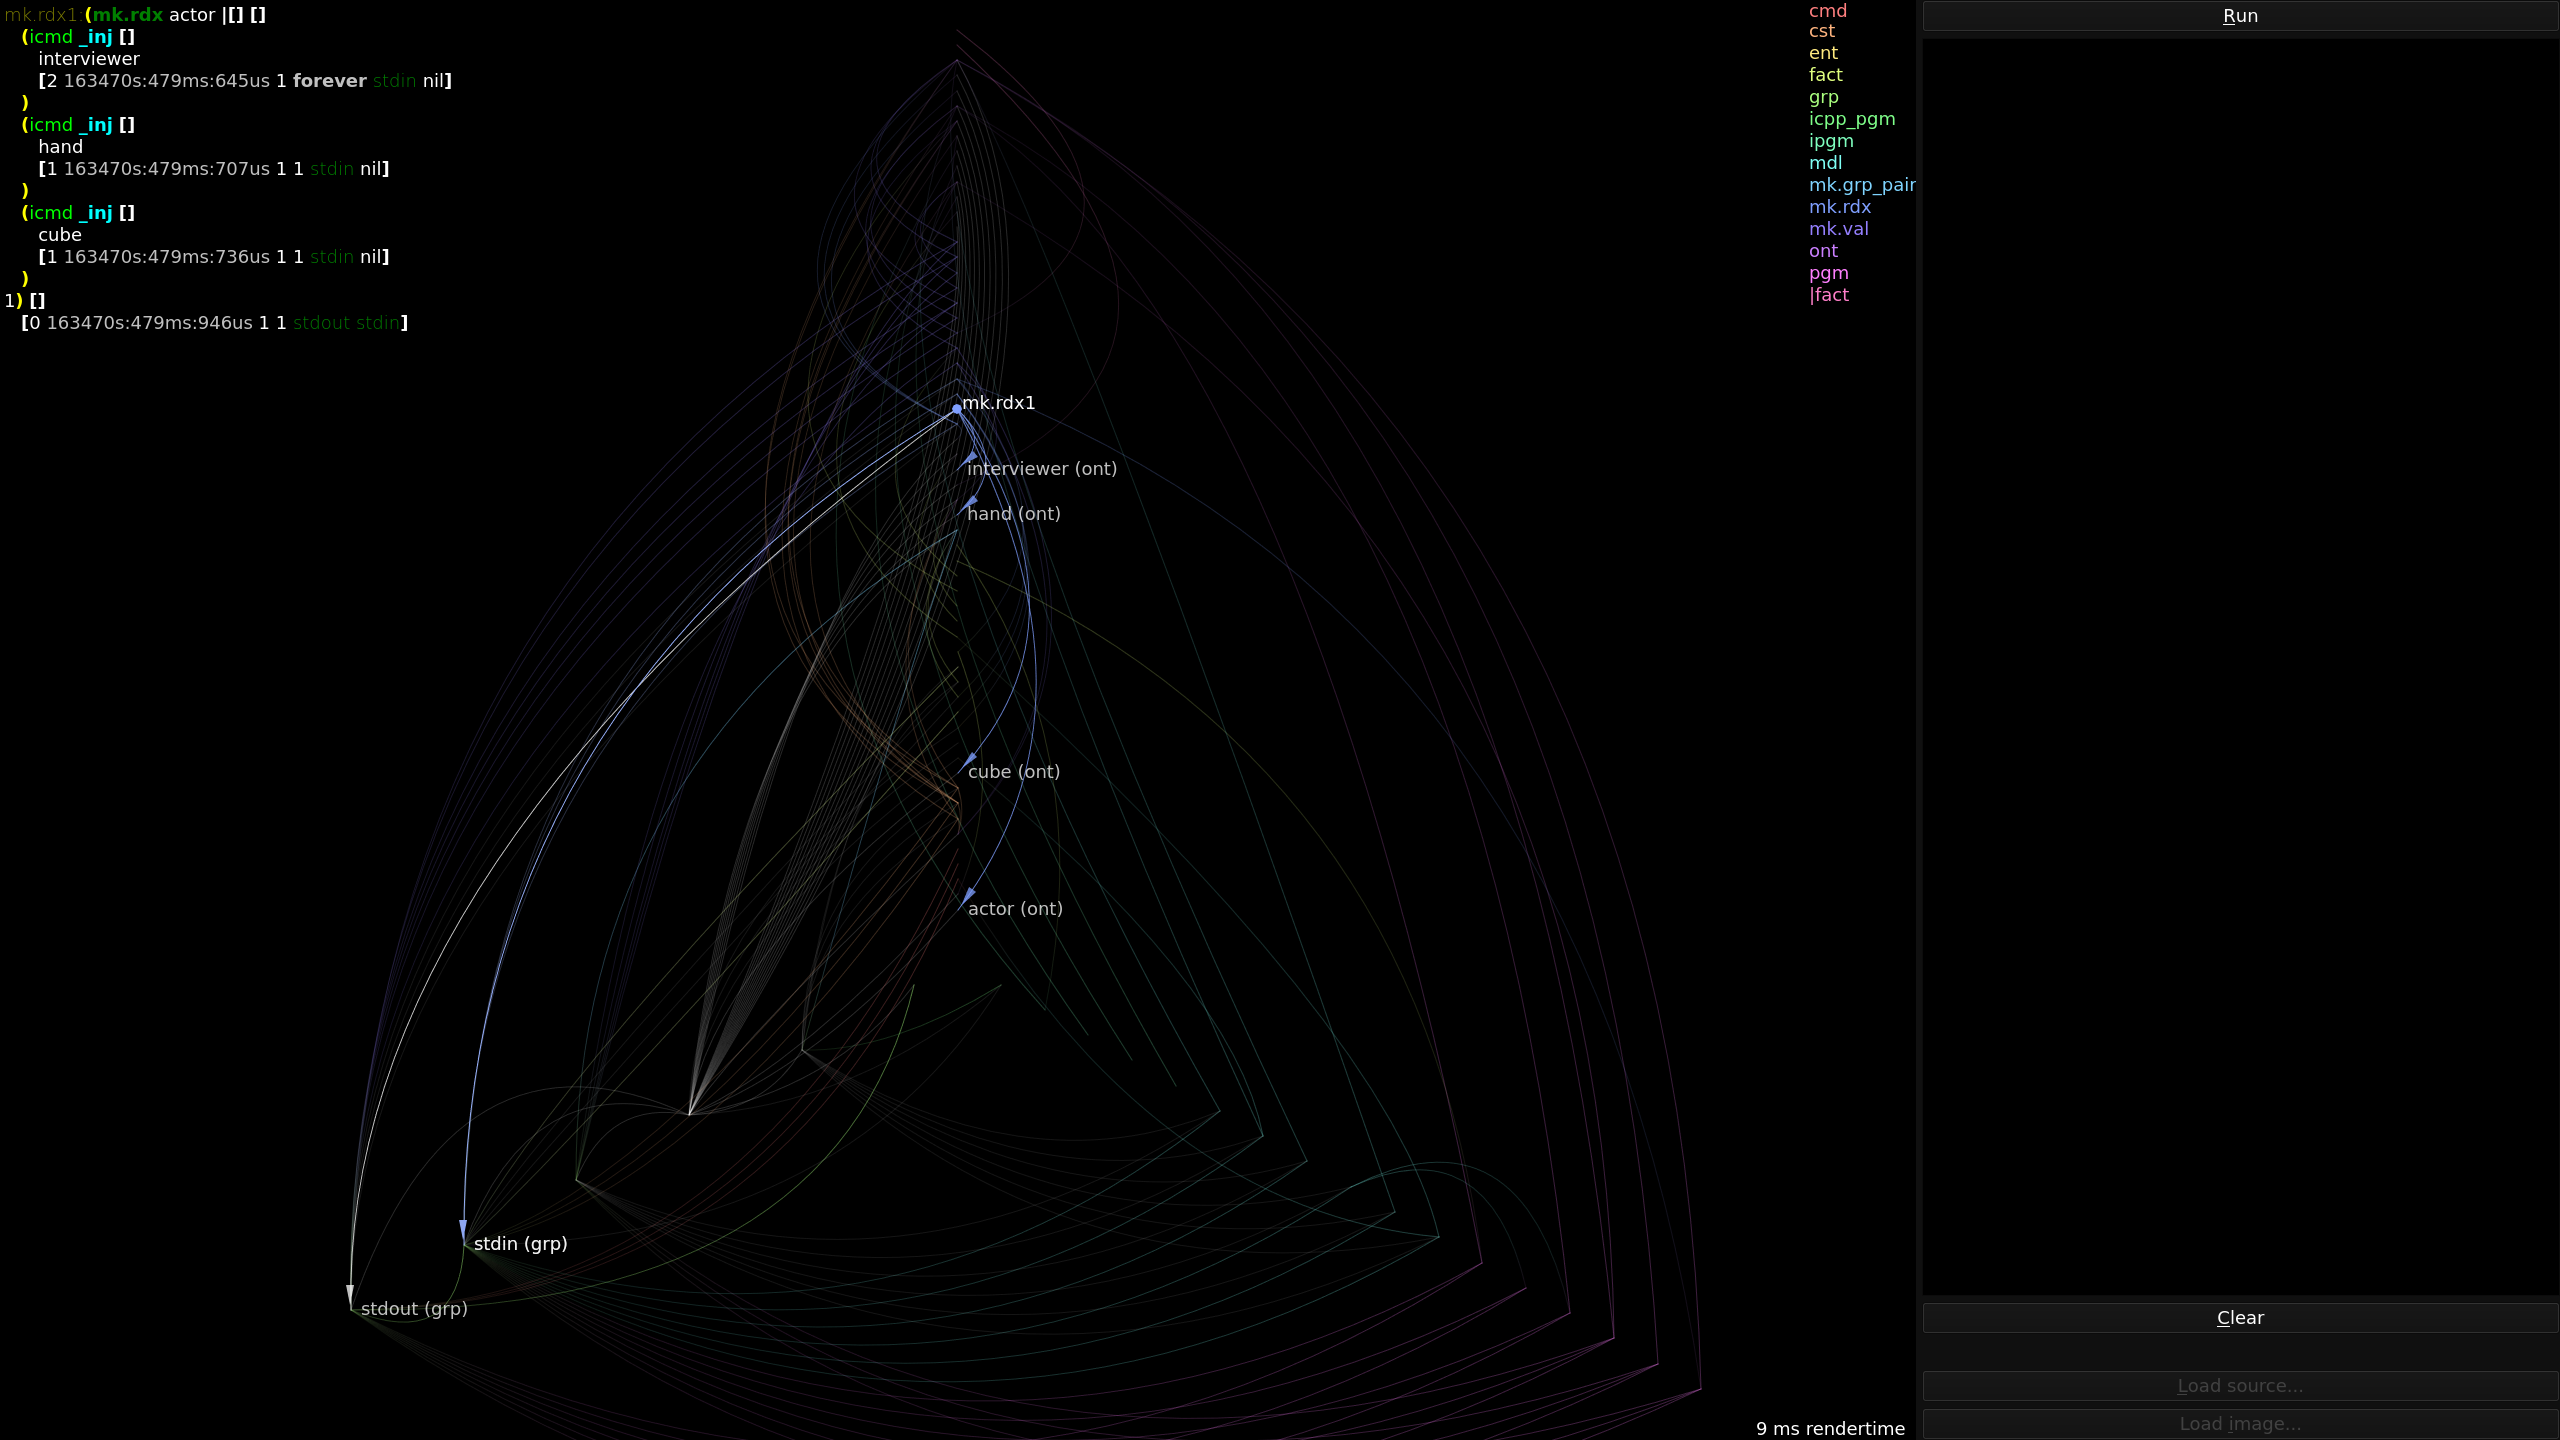 mk.rdx1:(mk.rdx actor |[] []
(icmd _inj []
interviewer
[2 163470s:479ms:645us 1 forever stdin nil]
)
(icmd _inj []
hand
[1 163470s:479ms:707us 1 1 stdin nil]
)
(icmd _inj []
cube
[1 163470s:479ms:736us 1 1 stdin nil]
)
1) []
[0 163470s:479ms:946us 1 1 stdout stdin]
mk.rdx1
interviewer (ont)
hand (ont)
cube (ont)
actor (ont)
stdin (grp)
stdout (grp)
cmd
cst
ent
fact
grp
icpp_pgm
ipgm
mdl
mk.grp_pair
mk.rdx
mk.val
ont
pgm
|fact
9 ms rendertime
Run
Clear
Load source...
Load image...